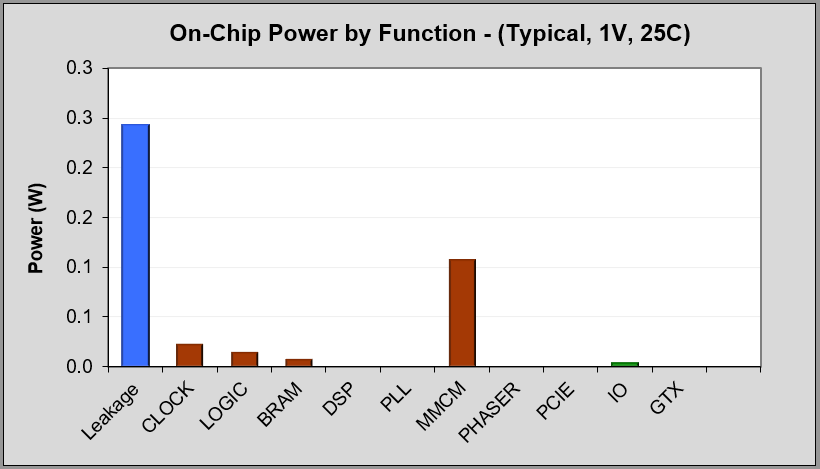 On-Chip Power by Function - (Typical, 1V, 25C)
0.3
0.3
0.2
0.2
0.1
0.1
0.0
Power (W)
Leakage
CLOCK
LOGIC
BRAM
DSP
PLL
MMCM
PHASER
PCIE
IO
GTX